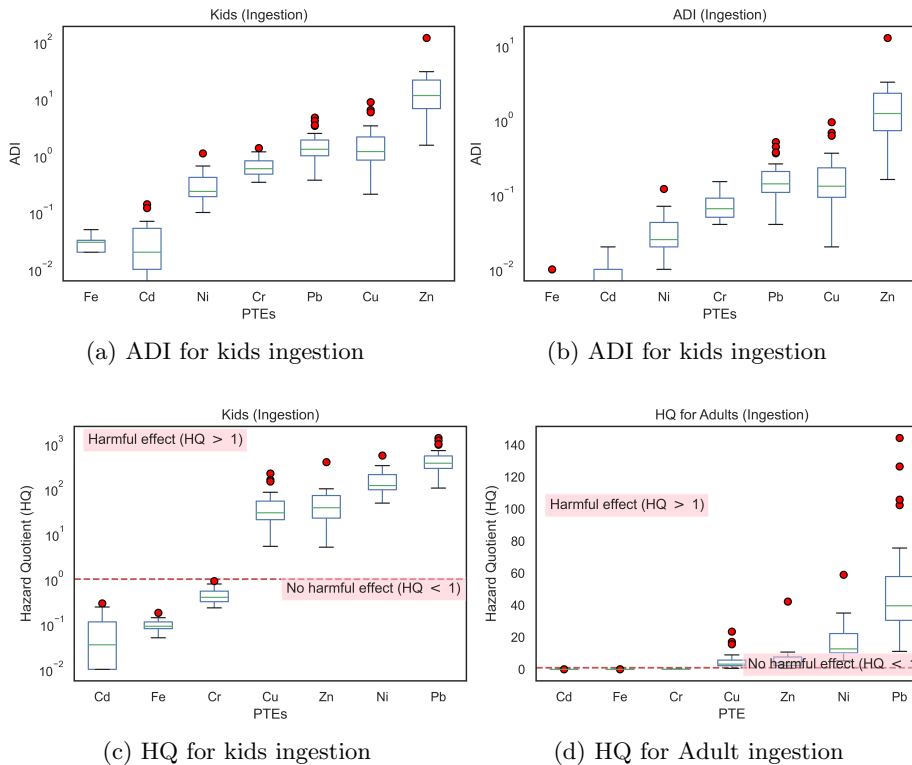 Kids (Ingestion)
10^2
10^1
10^0
10^-1
10^-2
ADI
Fe Cd Ni Cr Pb Cu Zn
PTEs
(a) ADI for kids ingestion
ADI (Ingestion)
10^1
10^0
10^-1
10^-2
ADI
Fe Cd Ni Cr Pb Cu Zn
PTEs
(b) ADI for kids ingestion
Kids (Ingestion)
10^3
10^2
10^1
10^0
10^-1
10^-2
Hazard Quotient (HQ)
Harmful effect (HQ > 1)
No harmful effect (HQ < 1)
Cd Fe Cr Cu Zn Ni Pb
PTEs
(c) HQ for kids ingestion
HQ for Adults (Ingestion)
140
120
100
80
60
40
20
0
Hazard Quotient (HQ)
Harmful effect (HQ > 1)
No harmful effect (HQ <
Cd Fe Cr Cu Zn Ni Pb
PTE
(d) HQ for Adult ingestion